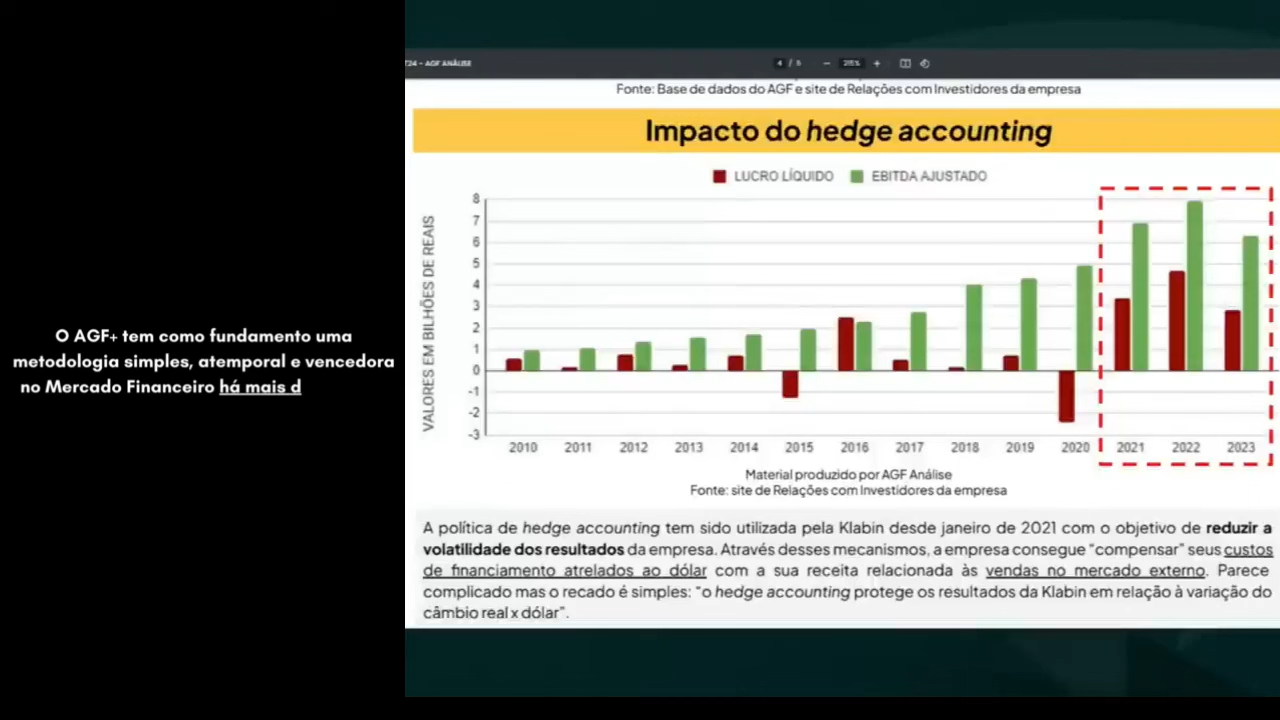 O AGF+ tem como fundamento uma
metodologia simples, atemporal e vencedora
no Mercado Financeiro há mais d
T24 - AGF ANÁLISE
4 / 5
Fonte: Base de dados do AGF e site de Relações com Investidores da empresa
Impacto do hedge accounting
LUCRO LÍQUIDO EBITDA AJUSTADO
VALORES EM BILHÕES DE REAIS
8
7
6
5
4
3
2
1
0
-1
-2
-3
2010 2011 2012 2013 2014 2015 2016 2017 2018 2019 2020 2021 2022 2023
Material produzido por AGF Análise
Fonte: site de Relações com Investidores da empresa
A política de hedge accounting tem sido utilizada pela Klabin desde janeiro de 2021 com o objetivo de reduzir a
volatilidade dos resultados da empresa. Através desses mecanismos, a empresa consegue “compensar” seus custos
de financiamento atrelados ao dólar com a sua receita relacionada às vendas no mercado externo. Parece
complicado mas o recado é simples: “o hedge accounting protege os resultados da Klabin em relação à variação do
câmbio real x dólar”.